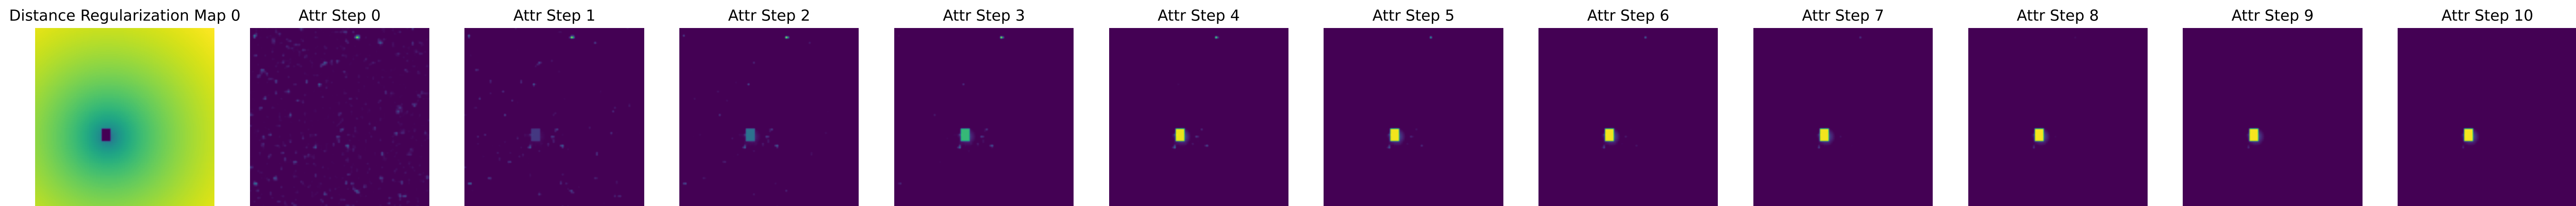 Distance Regularization Map 0
Attr Step 0
Attr Step 1
Attr Step 2
Attr Step 3
Attr Step 4
Attr Step 5
Attr Step 6
Attr Step 7
Attr Step 8
Attr Step 9
Attr Step 10